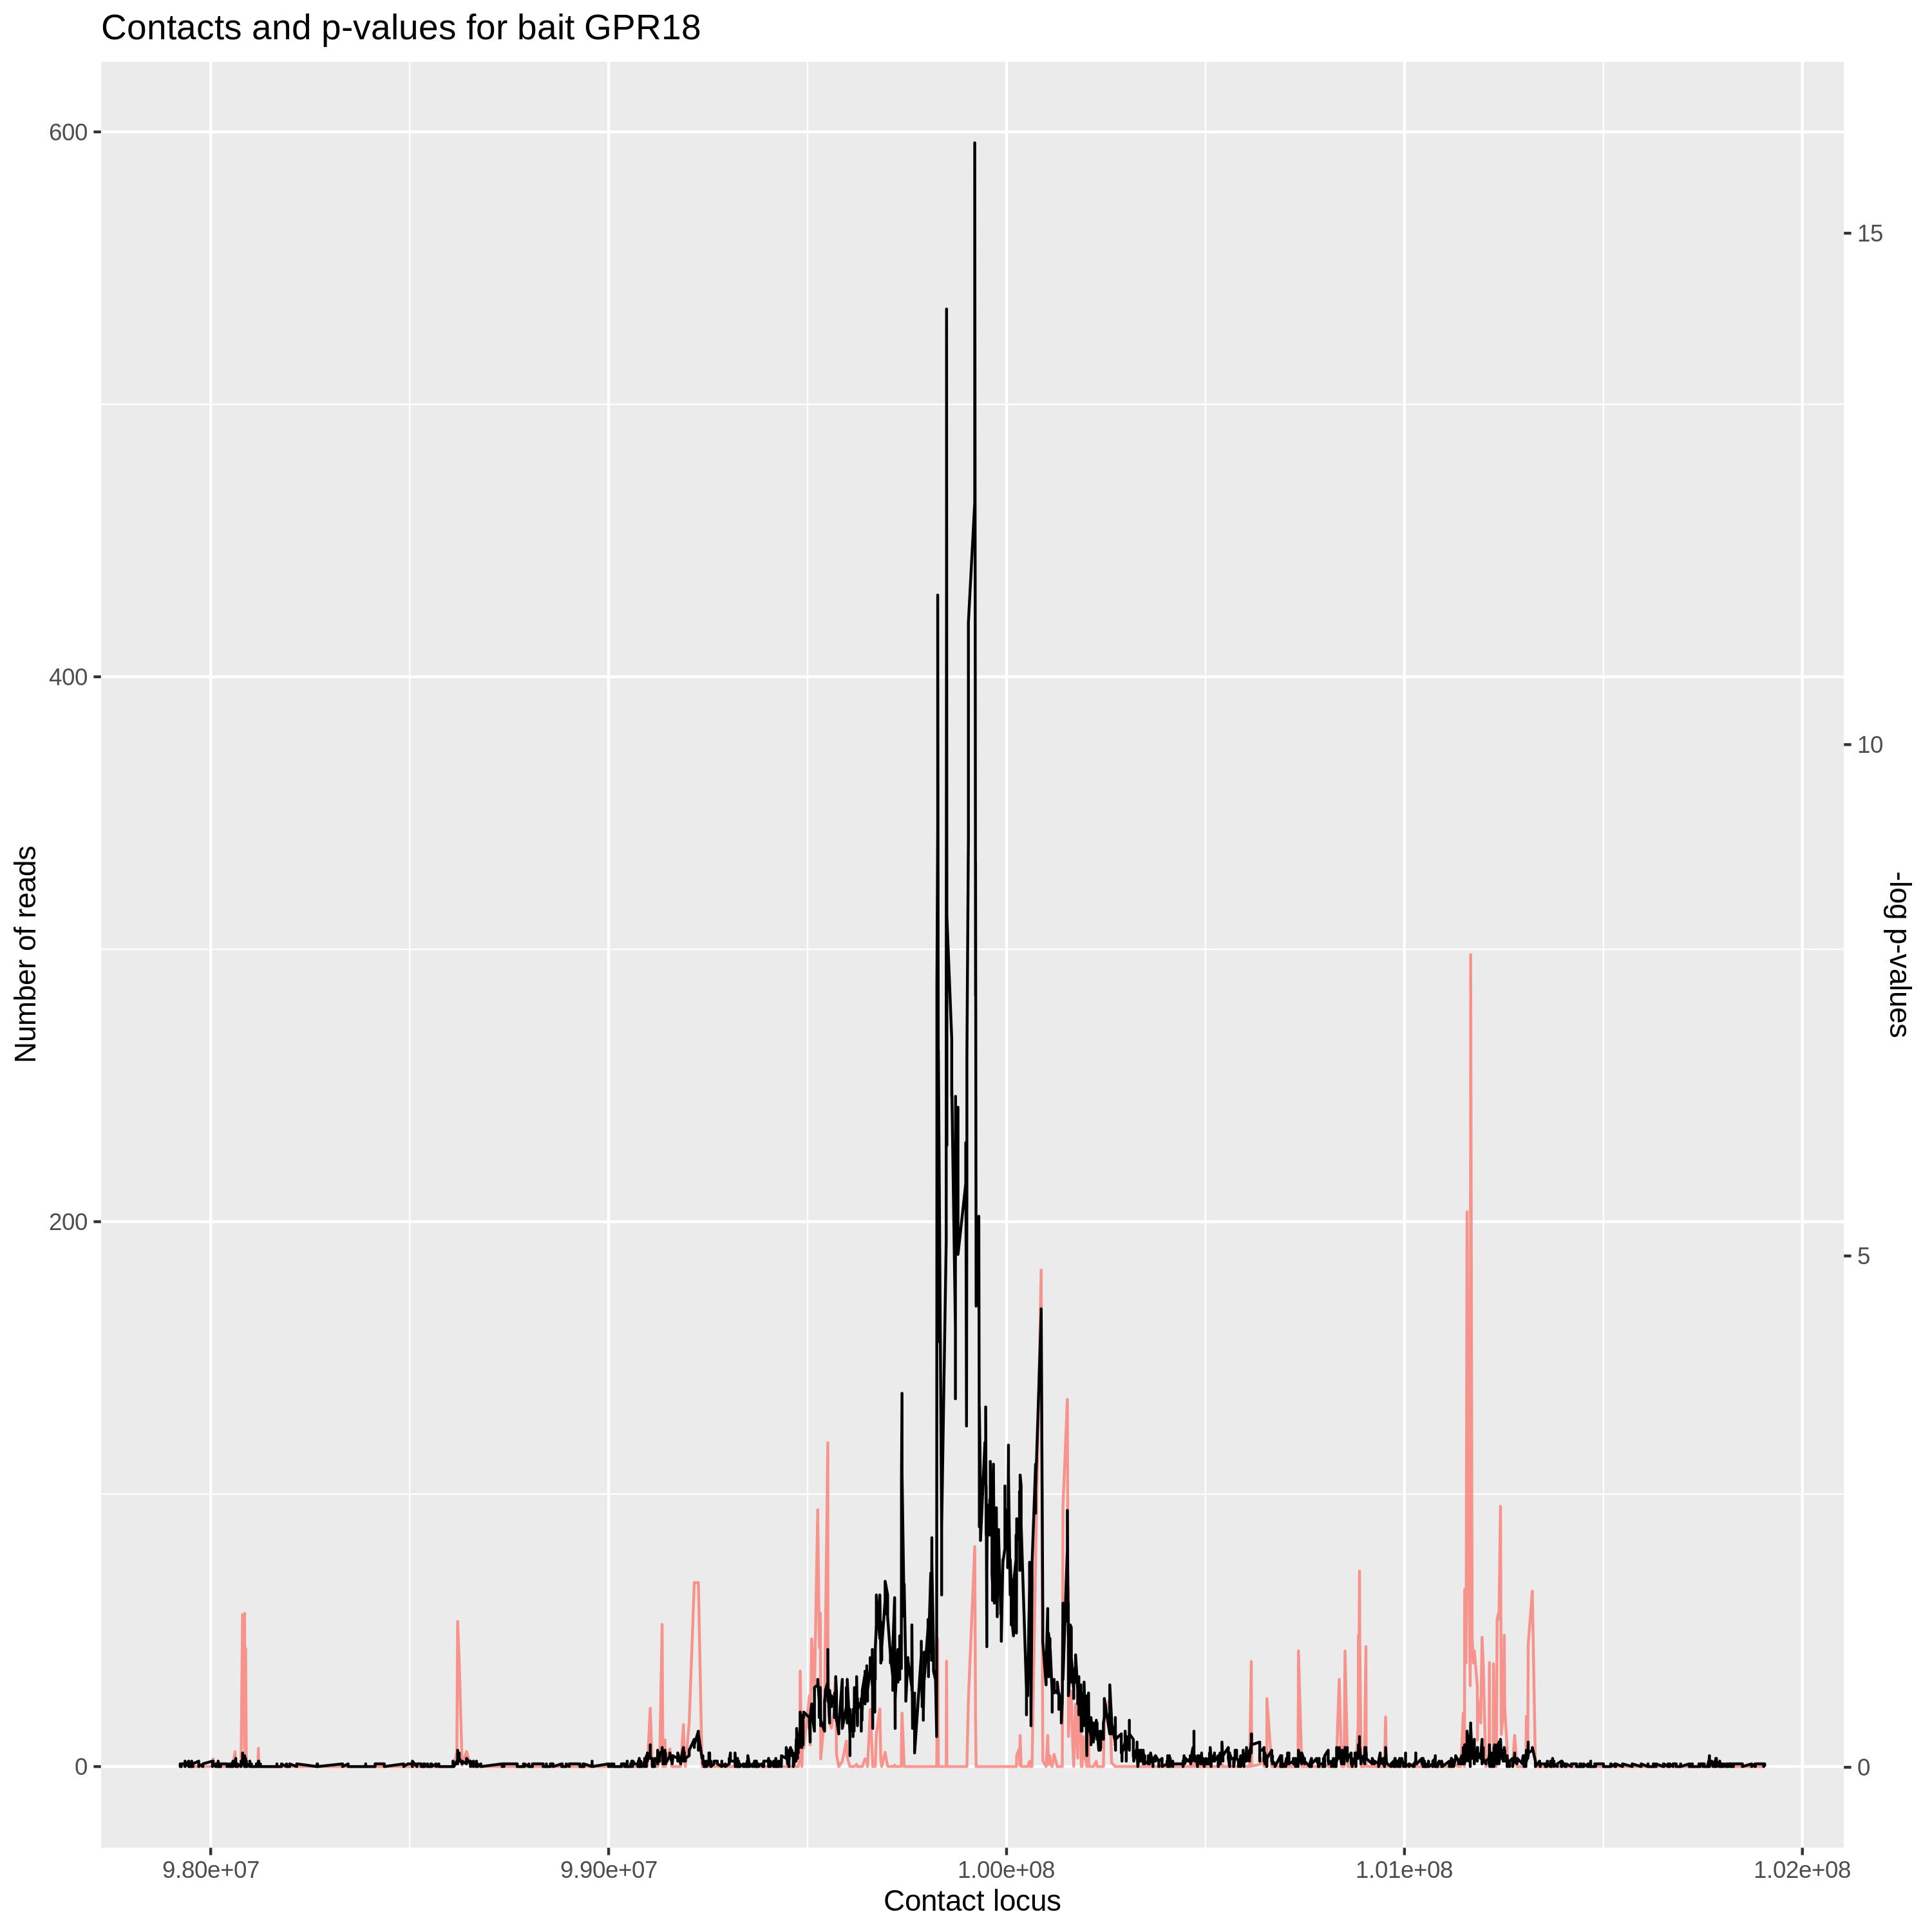 Contacts and p-values for bait GPR18
600
400
200
0
Number of reads
15
10
5
0
-log p-values
9.80e+07
9.90e+07
1.00e+08
1.01e+08
1.02e+08
Contact locus